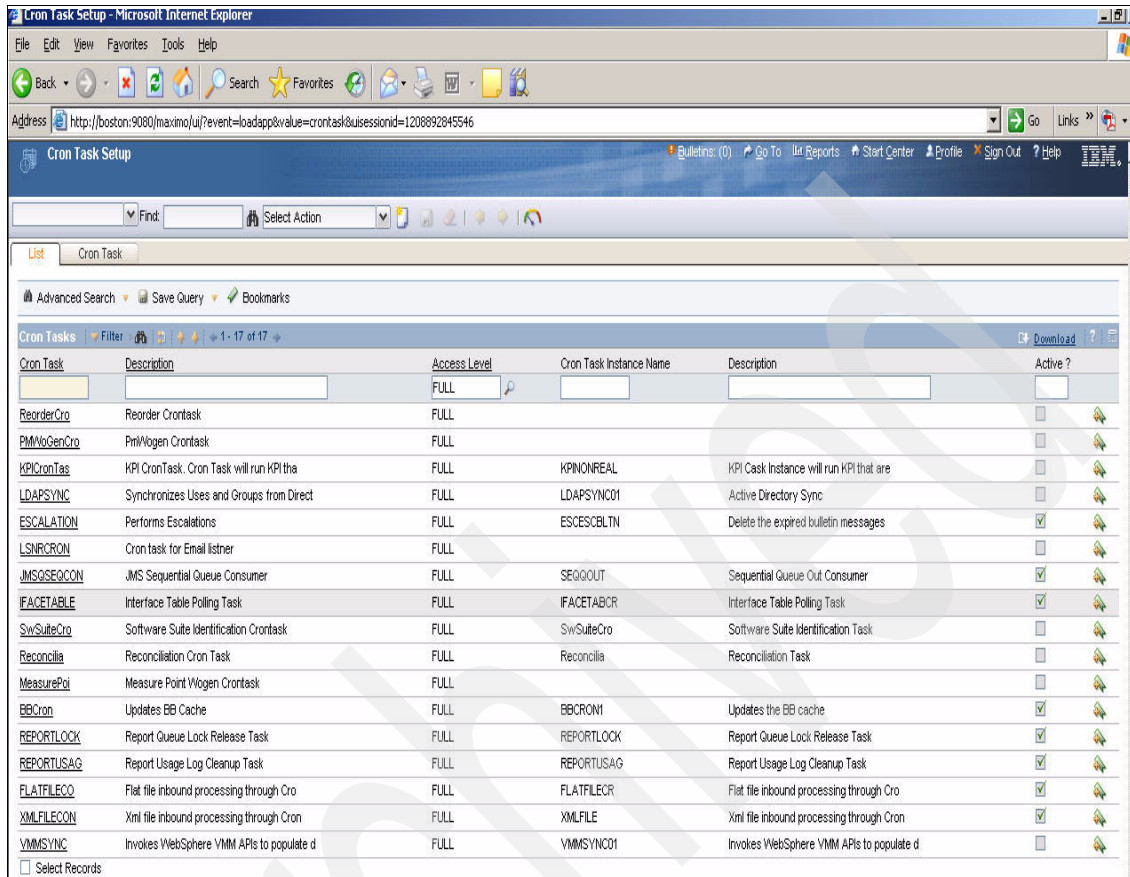 Cron Task Setup - Microsoft Internet Explorer
File Edit View Favorites Tools Help
Back Search Favorites
Address http://boston:9080/maximo/ui/?event=loadapp&value=crontask&uisessionid=1208892845546 Go Links »
Cron Task Setup Bulletins: (0) Go To Reports Start Center Profile Sign Out ? Help IBM.
Find: Select Action
List Cron Task
Advanced Search Save Query Bookmarks
Cron Tasks Filter 1 - 17 of 17 Download ?
Cron Task Description Access Level Cron Task Instance Name Description Active ?
FULL
ReorderCro Reorder Crontask FULL
PMWoGenCro PmWogen Crontask FULL
KPICronTas KPI CronTask. Cron Task will run KPI tha FULL KPINONREAL KPI Cask Instance will run KPI that are
LDAPSYNC Synchronizes Uses and Groups from Direct FULL LDAPSYNC01 Active Directory Sync
ESCALATION Performs Escalations FULL ESCESCBLTN Delete the expired bulletin messages
LSNRCRON Cron task for Email listner FULL
JMSQSEQCON JMS Sequential Queue Consumer FULL SEQQOUT Sequential Queue Out Consumer
IFACETABLE Interface Table Polling Task FULL IFACETABCR Interface Table Polling Task
SwSuiteCro Software Suite Identification Crontask FULL SwSuiteCro Software Suite Identification Task
Reconcilia Reconciliation Cron Task FULL Reconcilia Reconciliation Task
MeasurePoi Measure Point Wogen Crontask FULL
BBCron Updates BB Cache FULL BBCRON1 Updates the BB cache
REPORTLOCK Report Queue Lock Release Task FULL REPORTLOCK Report Queue Lock Release Task
REPORTUSAG Report Usage Log Cleanup Task FULL REPORTUSAG Report Usage Log Cleanup Task
FLATFILECO Flat file inbound processing through Cro FULL FLATFILECR Flat file inbound processing through Cro
XMLFILECON Xml file inbound processing through Cron FULL XMLFILE Xml file inbound processing through Cron
VMMSYNC Invokes WebSphere VMM APIs to populate d FULL VMMSYNC01 Invokes WebSphere VMM APIs to populate d
Select Records